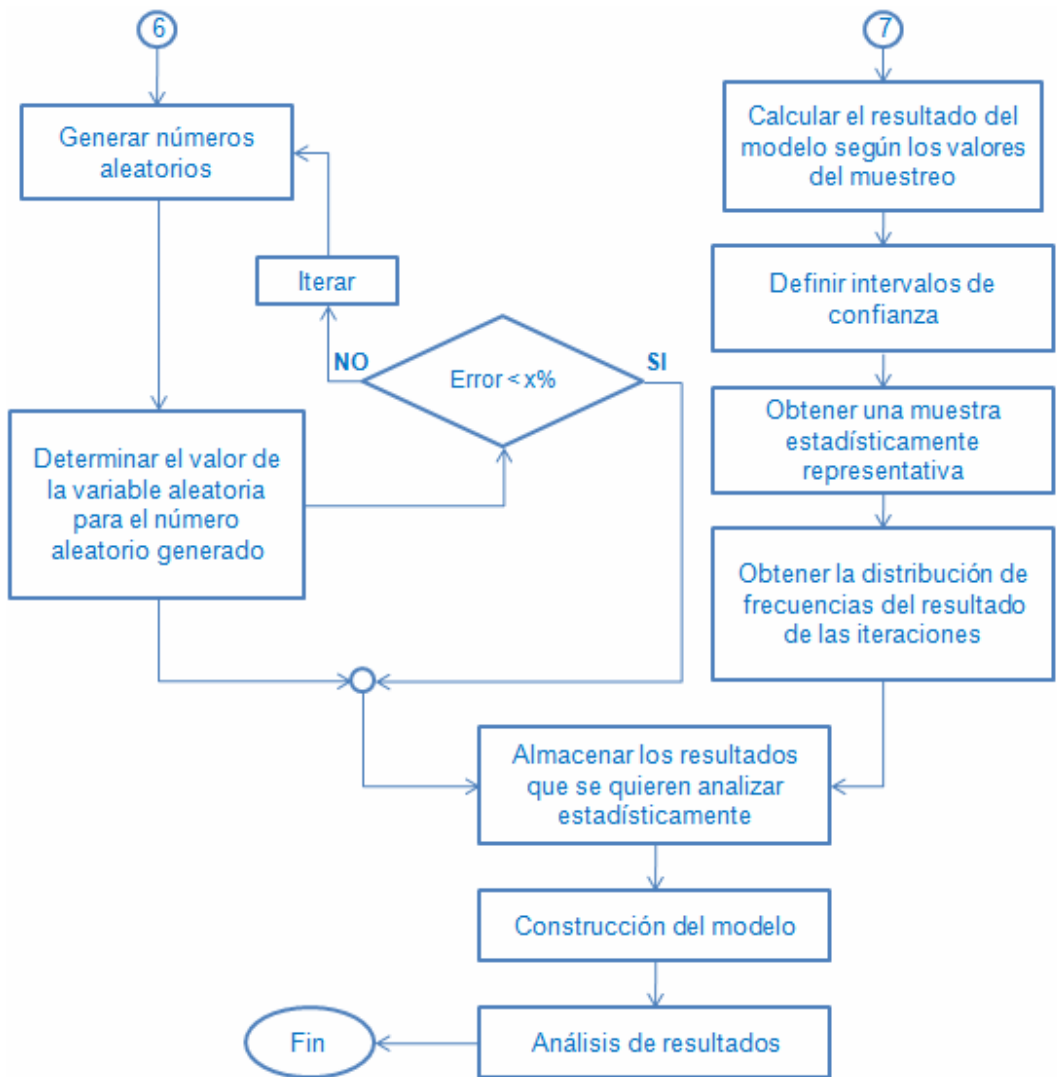 6
7
Generar números
aleatorios
Calcular el resultado del
modelo según los valores
del muestreo
Iterar
Definir intervalos de
confianza
NO
Error < x%
SI
Determinar el valor de
la variable aleatoria
para el número
aleatorio generado
Obtener una muestra
estadísticamente
representativa
Obtener la distribución de
frecuencias del resultado
de las iteraciones
Almacenar los resultados
que se quieren analizar
estadísticamente
Construcción del modelo
Fin
Análisis de resultados